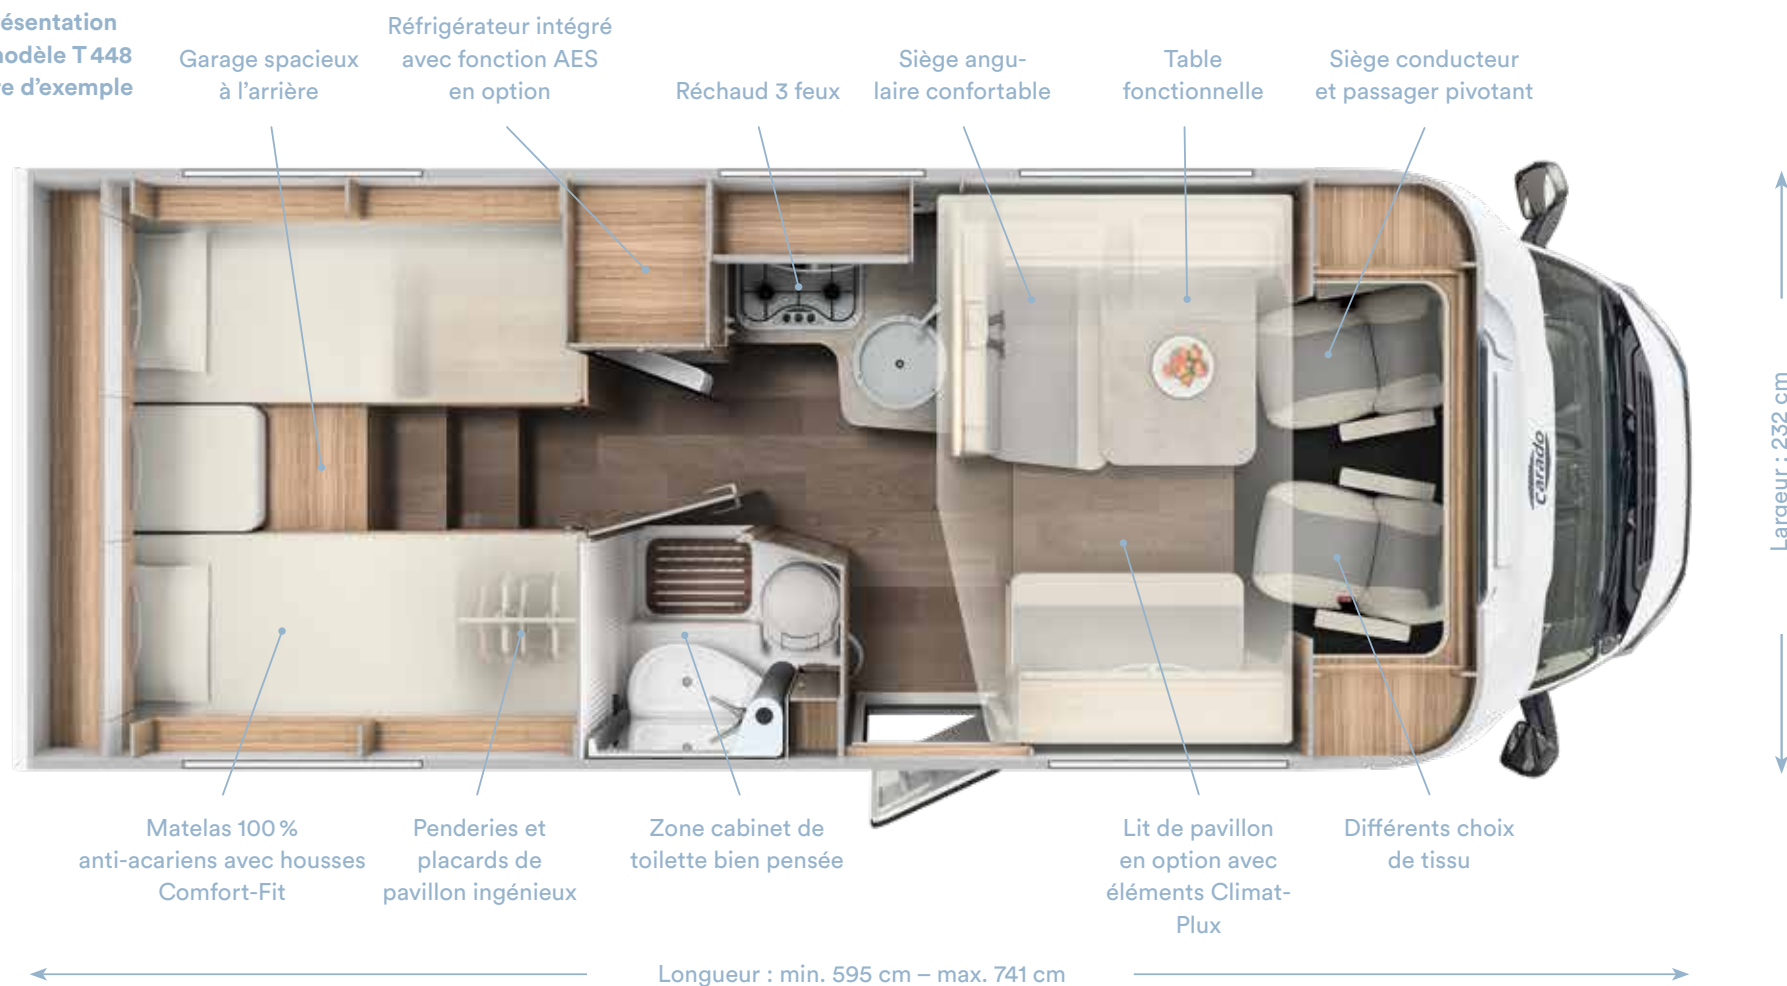 ésentation
modèle T 448
e d'exemple
Garage spacieux
à l'arrière
Réfrigérateur intégré
avec fonction AES
en option
Réchaud 3 feux
Siège angu-
laire confortable
Table
fonctionnelle
Siège conducteur
et passager pivotant
carado
Largeur : 232 cm
Matelas 100 %
anti-acariens avec housses
Comfort-Fit
Penderies et
placards de
pavillon ingénieux
Zone cabinet de
toilette bien pensée
Lit de pavillon
en option avec
éléments Climat-
Plux
Différents choix
de tissu
Longueur : min. 595 cm – max. 741 cm